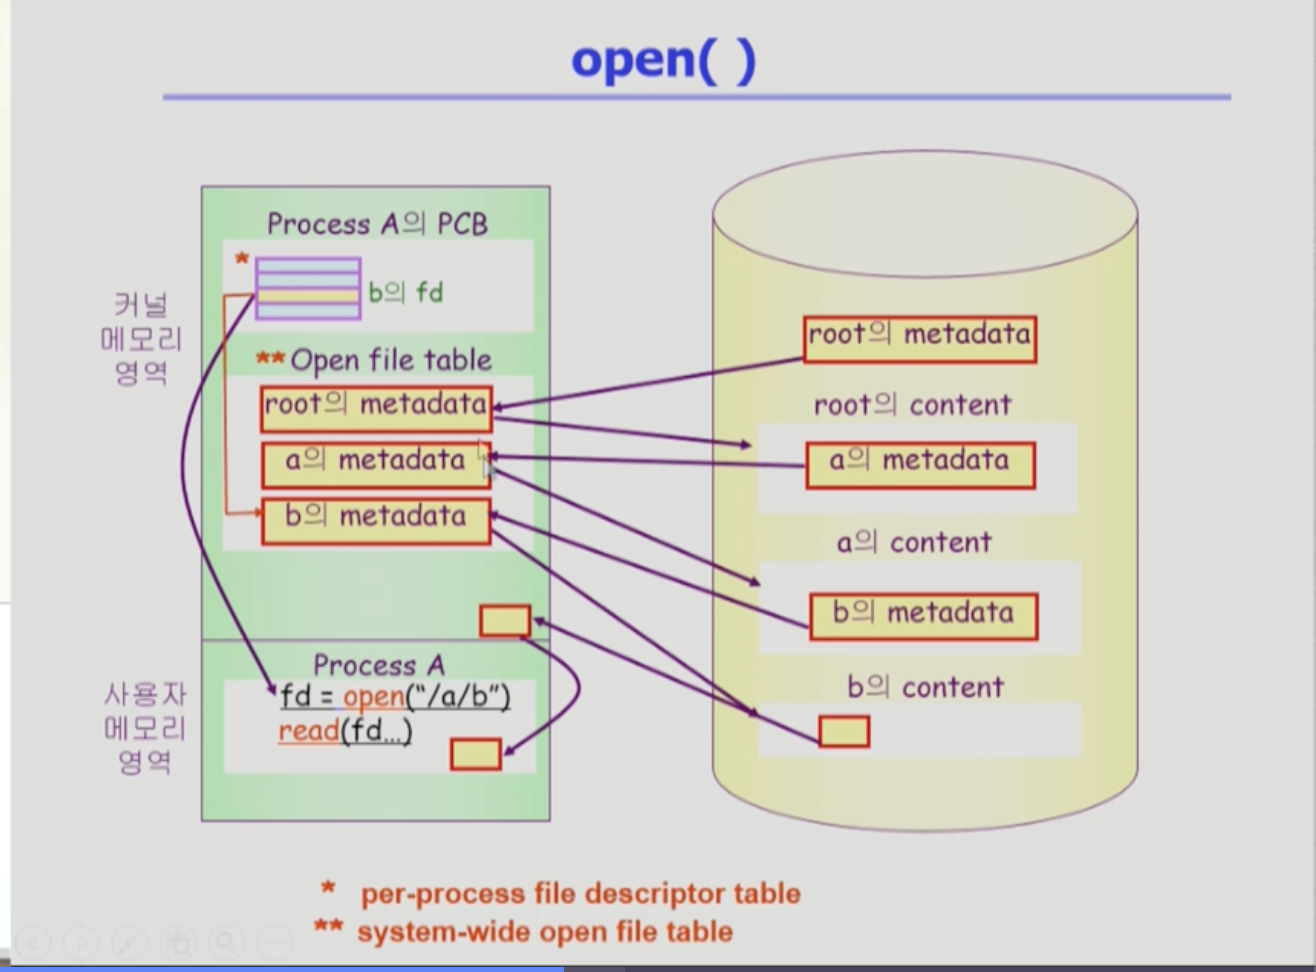 open( )
Process A의 PCB
*
b의 fd
커널
메모리
영역
** Open file table
root의 metadata
a의 metadata
b의 metadata
사용자
메모리
영역
Process A
fd = open(“/a/b”)
read(fd...)
root의 metadata
root의 content
a의 metadata
a의 content
b의 metadata
b의 content
* per-process file descriptor table
** system-wide open file table